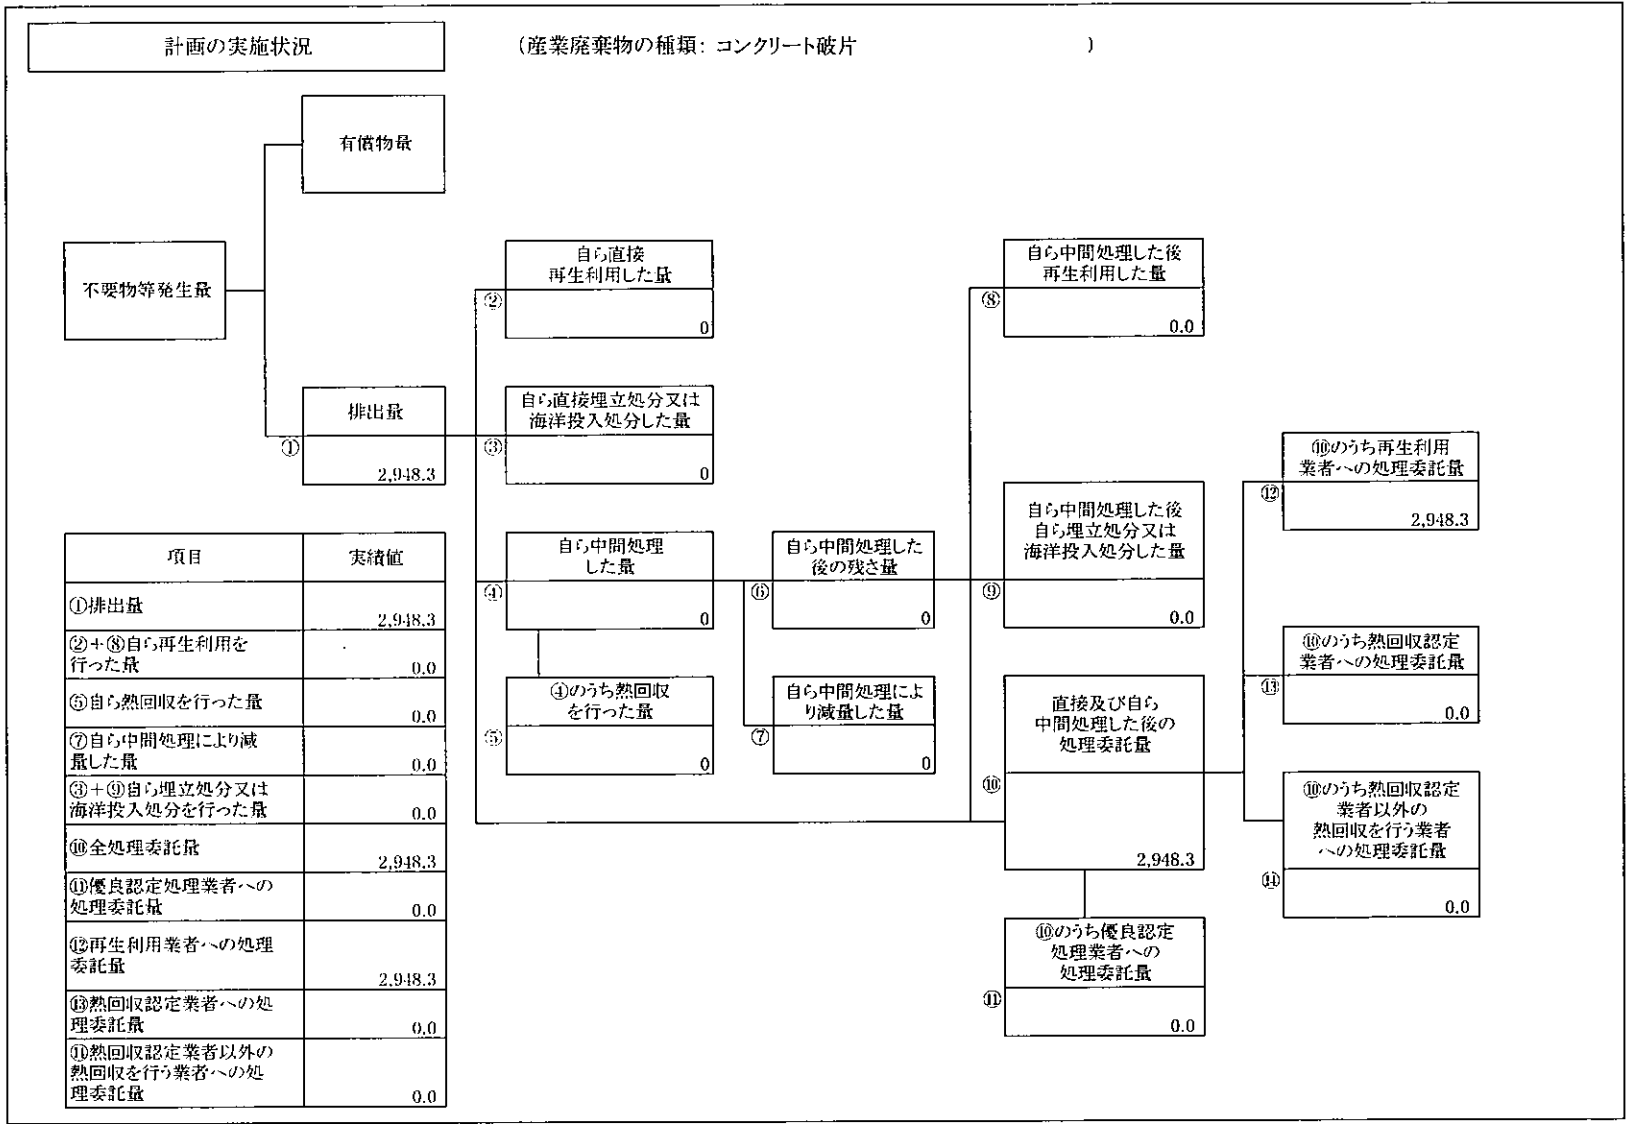 計画の実施状況
（産業廃棄物の種類： コンクリート破片 ）
有償物量
不要物等発生量
排出量
①
2,948.3
自ら直接
再生利用した量
②
0
自ら直接埋立処分又は
海洋投入処分した量
③
0
自ら中間処理
した量
④
0
④のうち熱回収
を行った量
⑤
0
自ら中間処理した
後の残さ量
⑥
0
自ら中間処理によ
り減量した量
⑦
0
自ら中間処理した後
再生利用した量
⑧
0.0
自ら中間処理した後
自ら埋立処分又は
海洋投入処分した量
⑨
0.0
直接及び自ら
中間処理した後の
処理委託量
⑩
2,948.3
⑩のうち優良認定
処理業者への
処理委託量
⑪
0.0
⑩のうち再生利用
業者への処理委託量
⑫
2,948.3
⑩のうち熱回収認定
業者への処理委託量
⑬
0.0
⑩のうち熱回収認定
業者以外の
熱回収を行う業者
への処理委託量
⑭
0.0
項目 実績値
①排出量
2,948.3
②＋⑧自ら再生利用を
行った量 0.0
⑤自ら熱回収を行った量
0.0
⑦自ら中間処理により減
量した量 0.0
③＋⑨自ら埋立処分又は
海洋投入処分を行った量 0.0
⑩全処理委託量
2,948.3
⑪優良認定処理業者への
処理委託量 0.0
⑫再生利用業者への処理
委託量
2,948.3
⑬熱回収認定業者への処
理委託量 0.0
⑭熱回収認定業者以外の
熱回収を行う業者への処
理委託量 0.0